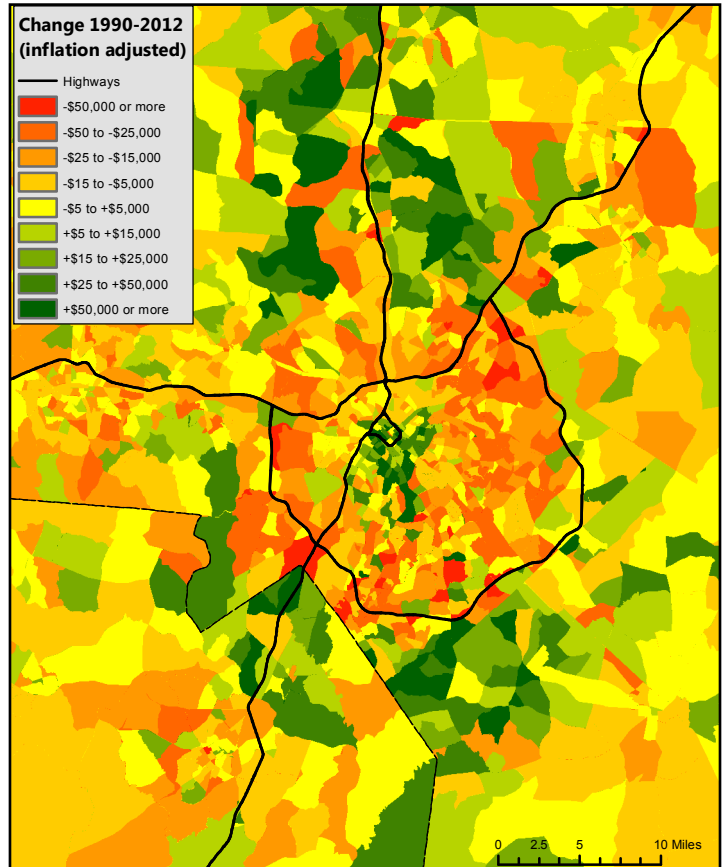 Change 1990-2012
(inflation adjusted)
Highways
-$50,000 or more
-$50 to -$25,000
-$25 to -$15,000
-$15 to -$5,000
-$5 to +$5,000
+$5 to +$15,000
+$15 to +$25,000
+$25 to +$50,000
+$50,000 or more
0 2.5 5 10 Miles